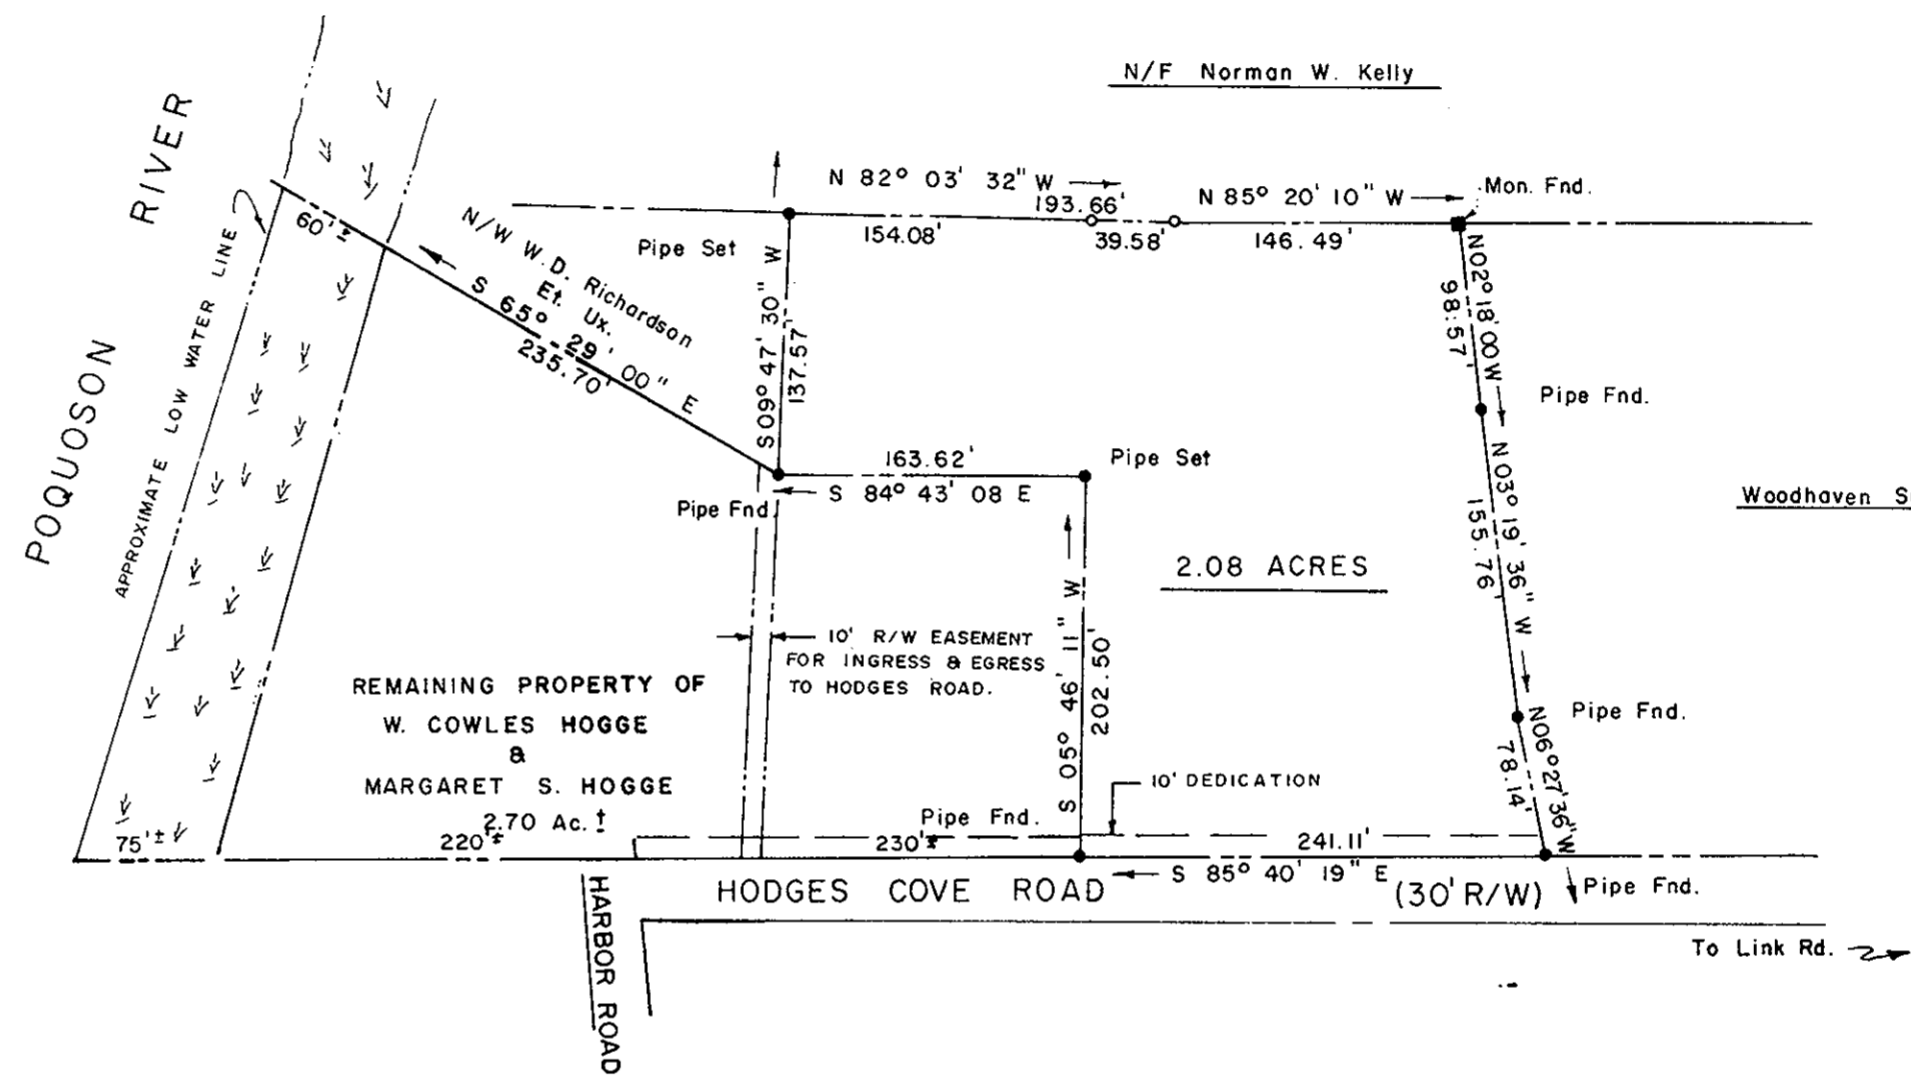 N/F Norman W. Kelly
POQUOSON RIVER
APPROXIMATE LOW WATER LINE
60'±
N/W W.D. Richardson
Et. Ux.
S 65° 29' 00" E
235.70'
N 82° 03' 32" W
193.66'
154.08'
39.58'
N 85° 20' 10" W
146.49'
Mon. Fnd.
Pipe Set
S 09° 47' 30" W
137.57'
N02° 18' 00 W
98.57'
Pipe Fnd.
163.62'
S 84° 43' 08 E
Pipe Set
Pipe Fnd.
N 03° 19' 36" W
155.76'
Woodhaven S
2.08 ACRES
S 05° 46' 11" W
202.50'
10' R/W EASEMENT
FOR INGRESS & EGRESS
TO HODGES ROAD.
REMAINING PROPERTY OF
W. COWLES HOGGE
&
MARGARET S. HOGGE
2.70 Ac. ±
Pipe Fnd.
N06° 27' 36" W
78.14'
10' DEDICATION
Pipe Fnd.
75'±
220'±
230'±
241.11'
S 85° 40' 19" E
HODGES COVE ROAD
(30' R/W)
Pipe Fnd.
HARBOR ROAD
To Link Rd.